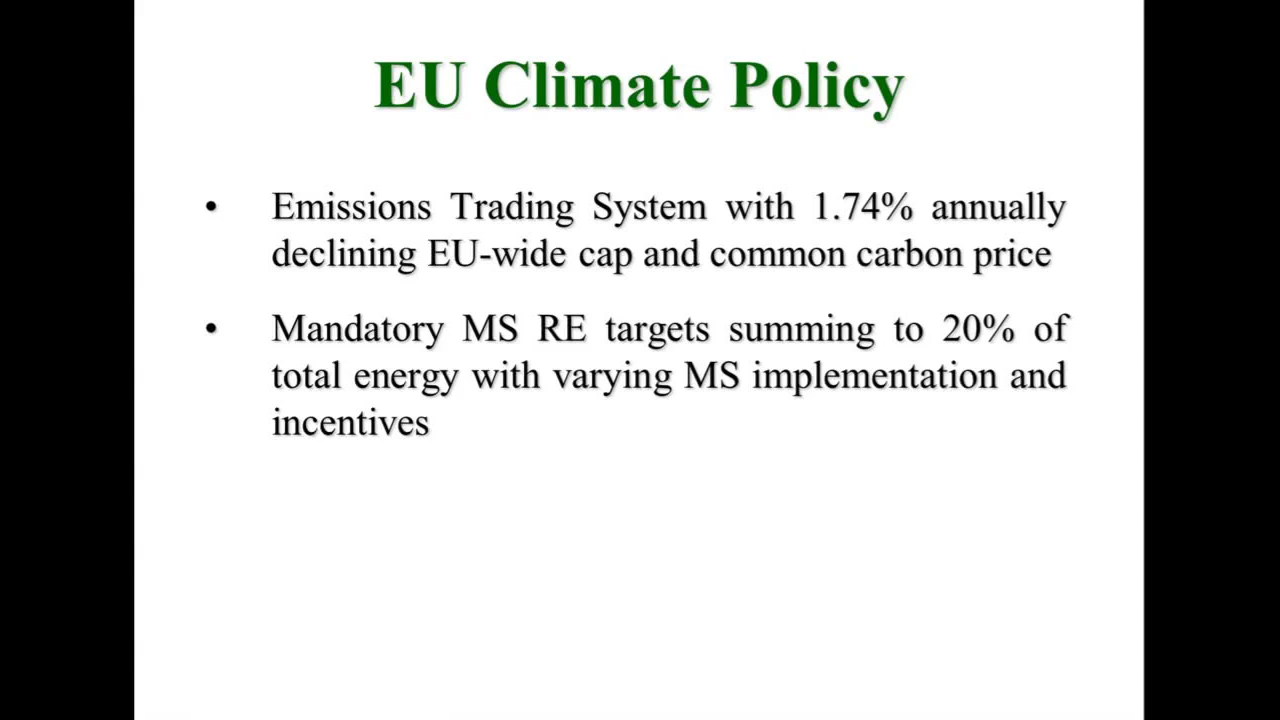 EU Climate Policy
• Emissions Trading System with 1.74% annually
declining EU-wide cap and common carbon price
• Mandatory MS RE targets summing to 20% of
total energy with varying MS implementation and
incentives